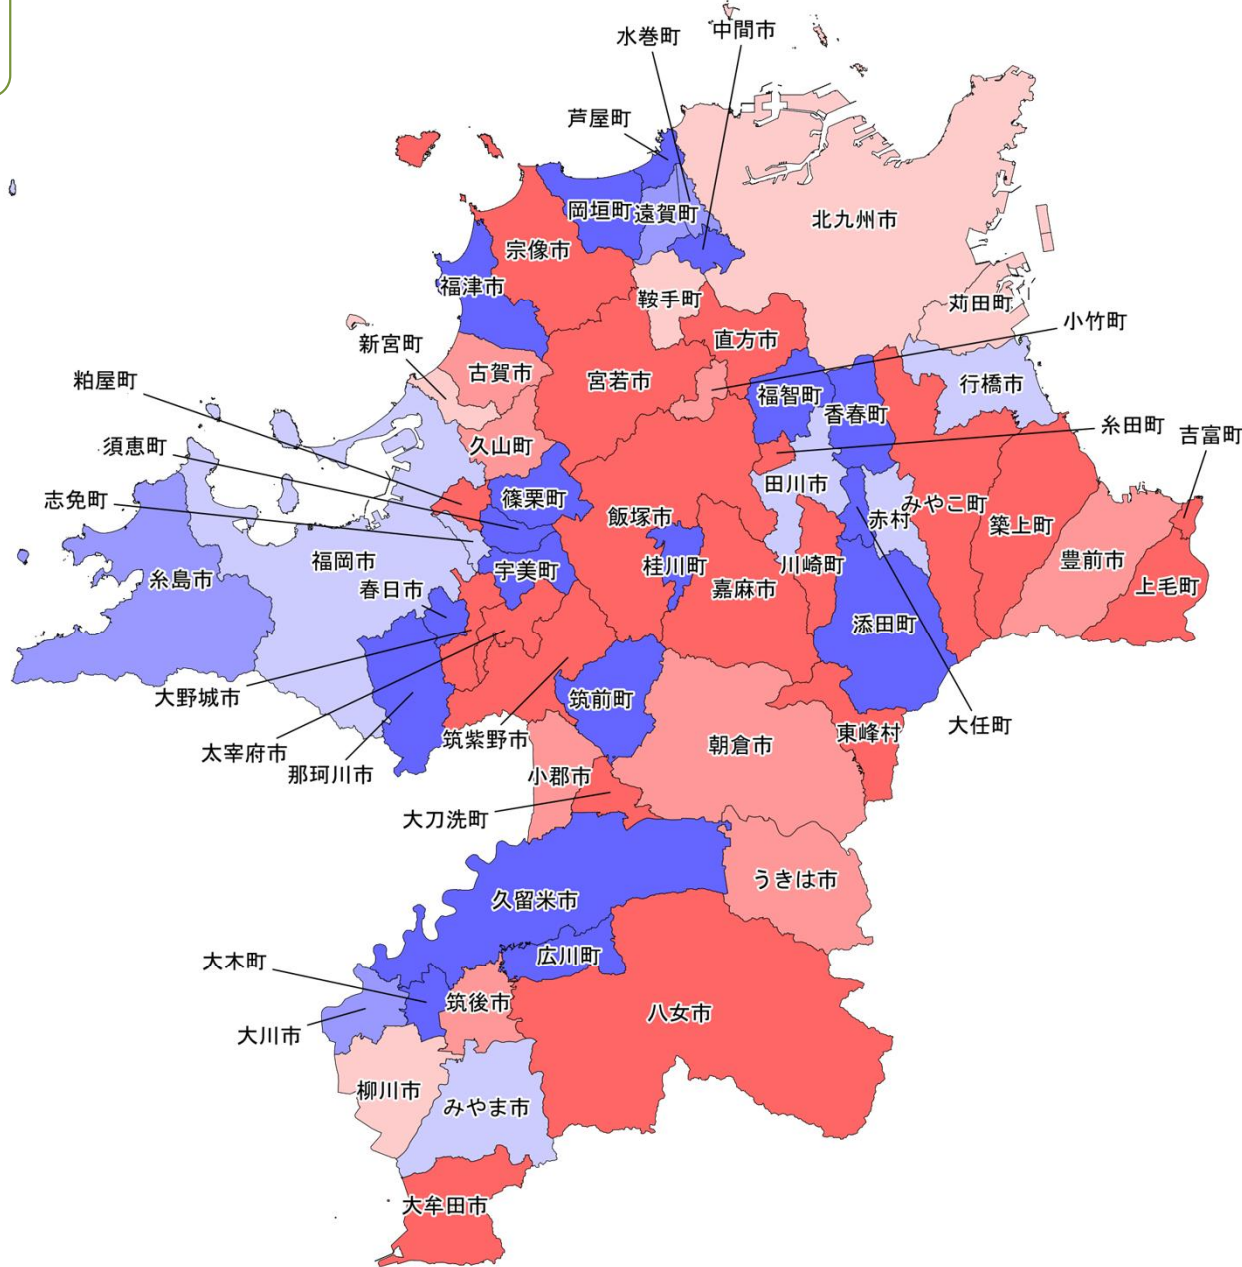 中間市
水巻町
芦屋町
岡垣町
遠賀町
北九州市
宗像市
福津市
鞍手町
苅田町
小竹町
新宮町
直方市
古賀市
宮若市
粕屋町
行橋市
福智町
香春町
糸田町
吉富町
須恵町
久山町
田川市
志免町
篠栗町
飯塚市
みやこ町
赤村
築上町
福岡市
豊前市
糸島市
宇美町
桂川町
川崎町
上毛町
春日市
嘉麻市
添田町
大野城市
筑前町
大任町
東峰村
太宰府市
筑紫野市
朝倉市
那珂川市
小郡市
大刀洗町
うきは市
久留米市
広川町
大木町
筑後市
八女市
大川市
柳川市
みやま市
大牟田市